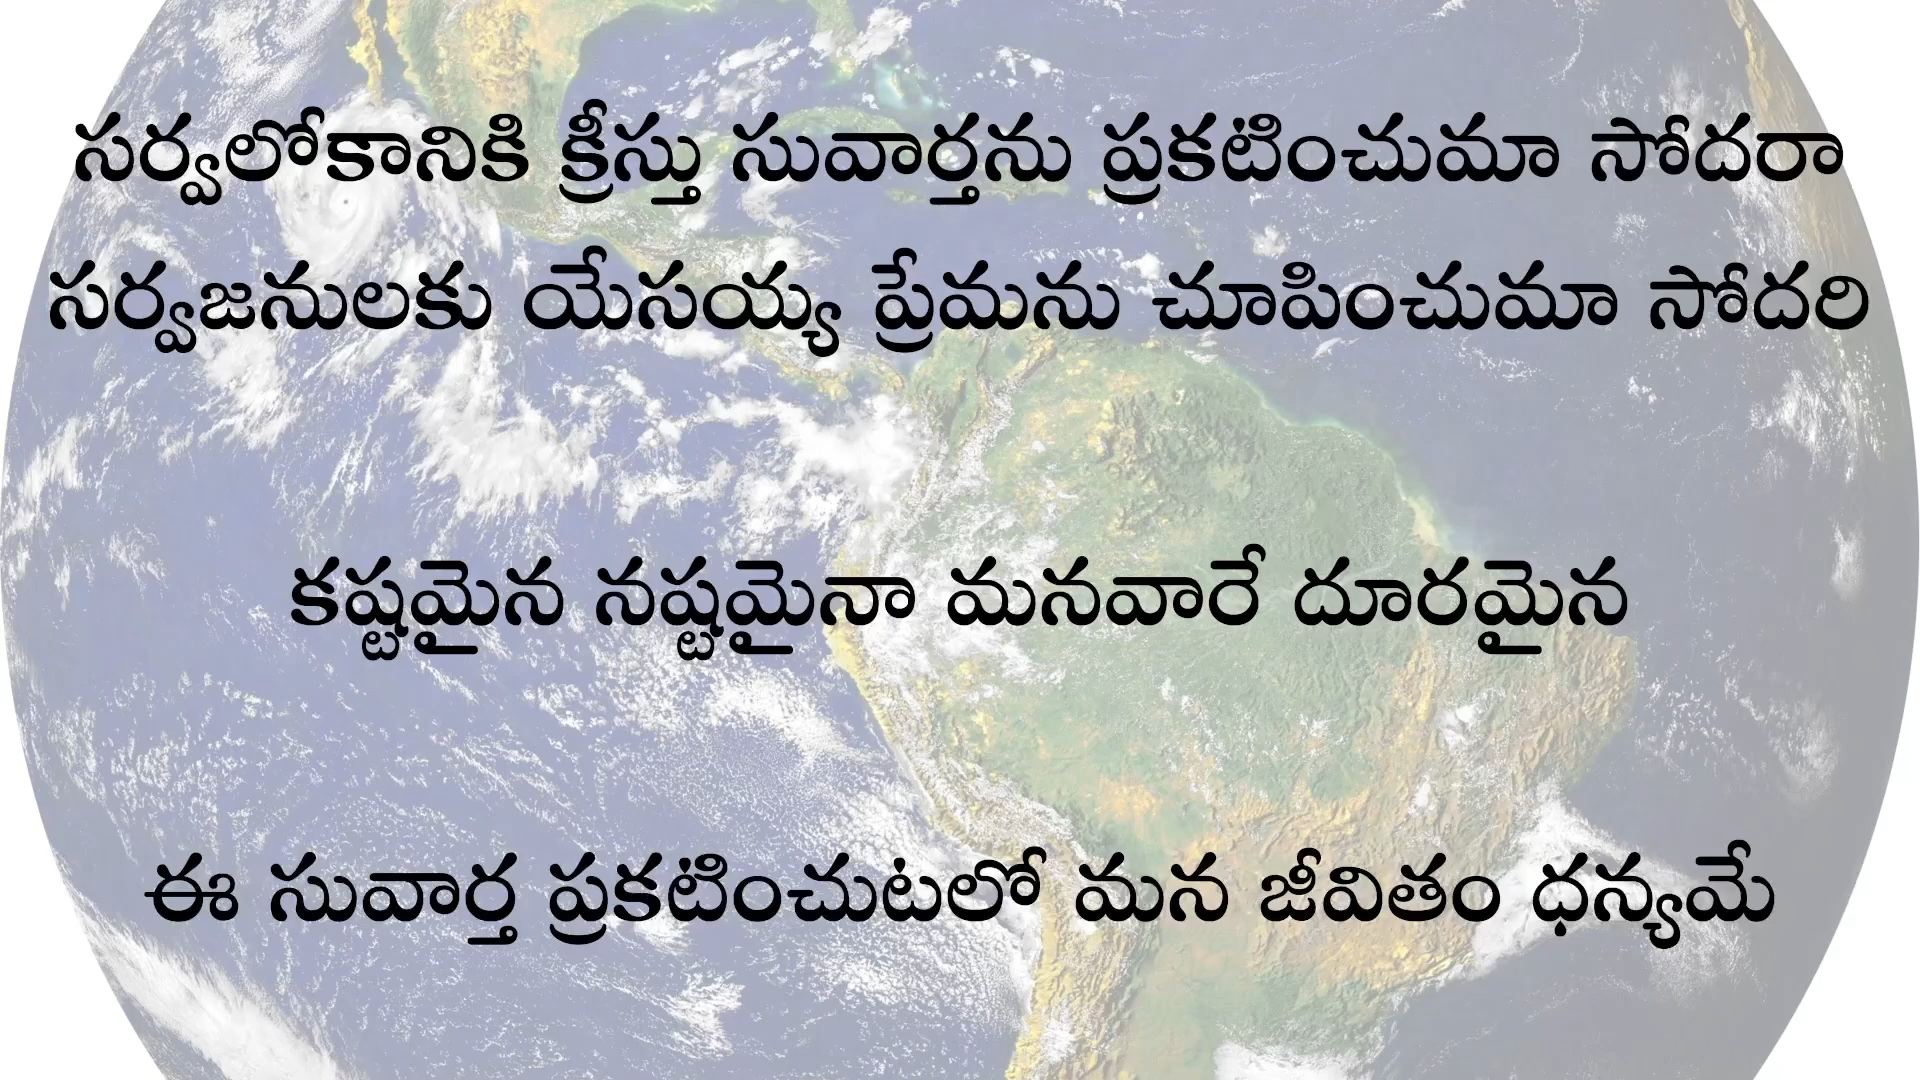 సర్వలోకానికి క్రీస్తు సువార్తను ప్రకటించుమా సోదరా
సర్వజనులకు యేసయ్య ప్రేమను చూపించుమా సోదరి
కష్టమైన నష్టమైనా మనవారే దూరమైన
ఈ సువార్త ప్రకటించుటలో మన జీవితం ధన్యమే